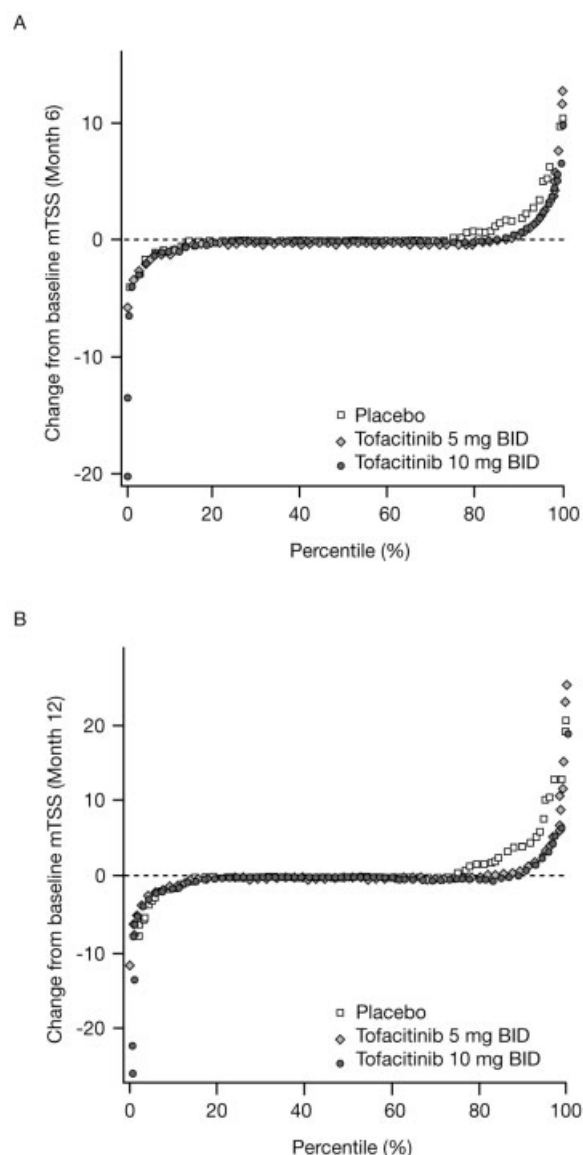 A
Change from baseline mTSS (Month 6)
10
0
-10
-20
Placebo
Tofacitinib 5 mg BID
Tofacitinib 10 mg BID
0 20 40 60 80 100
Percentile (%)
B
Change from baseline mTSS (Month 12)
20
10
0
-10
-20
Placebo
Tofacitinib 5 mg BID
Tofacitinib 10 mg BID
0 20 40 60 80 100
Percentile (%)